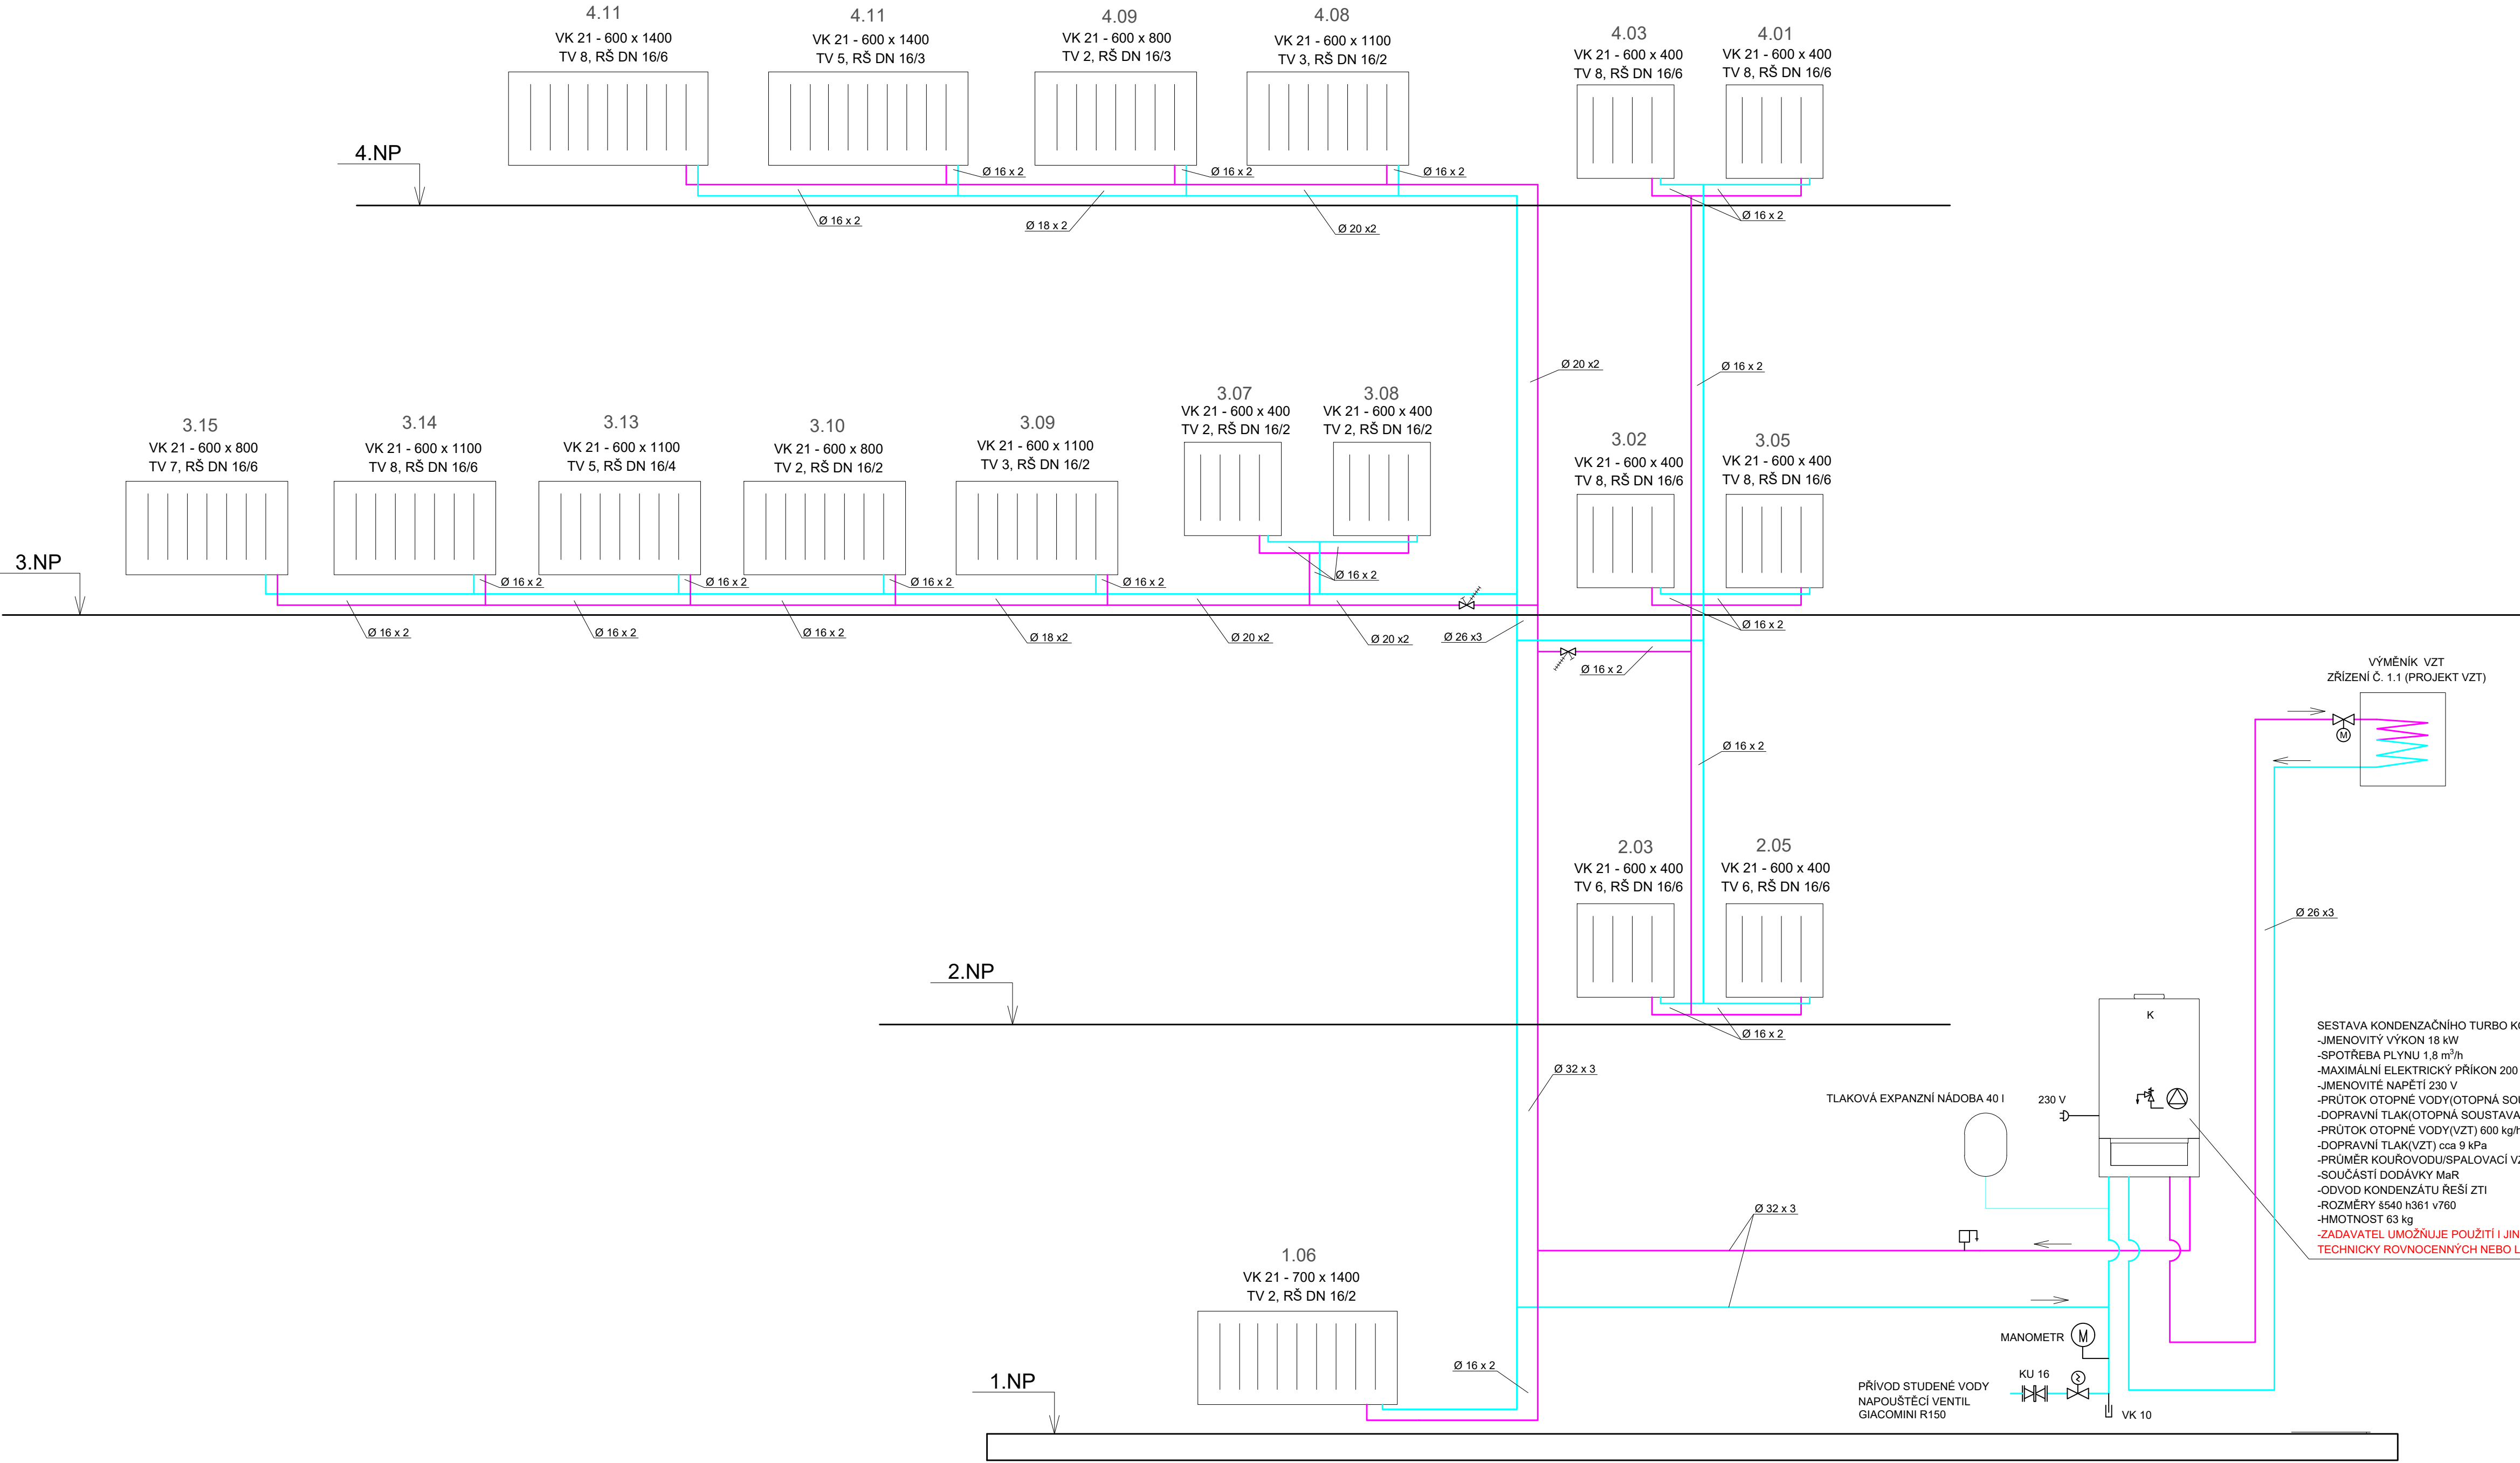 4.11
VK 21 - 600 x 1400
TV 8, RŠ DN 16/6
4.11
VK 21 - 600 x 1400
TV 5, RŠ DN 16/3
4.09
VK 21 - 600 x 800
TV 2, RŠ DN 16/3
4.08
VK 21 - 600 x 1100
TV 3, RŠ DN 16/2
4.03
VK 21 - 600 x 400
TV 8, RŠ DN 16/6
4.01
VK 21 - 600 x 400
TV 8, RŠ DN 16/6
4.NP
Ø 16 x 2
Ø 16 x 2
Ø 16 x 2
Ø 16 x 2
Ø 18 x 2
Ø 20 x2
Ø 16 x 2
Ø 20 x2
Ø 16 x 2
3.15
VK 21 - 600 x 800
TV 7, RŠ DN 16/6
3.14
VK 21 - 600 x 1100
TV 8, RŠ DN 16/6
3.13
VK 21 - 600 x 1100
TV 5, RŠ DN 16/4
3.10
VK 21 - 600 x 800
TV 2, RŠ DN 16/2
3.09
VK 21 - 600 x 1100
TV 3, RŠ DN 16/2
3.07
VK 21 - 600 x 400
TV 2, RŠ DN 16/2
3.08
VK 21 - 600 x 400
TV 2, RŠ DN 16/2
3.02
VK 21 - 600 x 400
TV 8, RŠ DN 16/6
3.05
VK 21 - 600 x 400
TV 8, RŠ DN 16/6
3.NP
Ø 16 x 2
Ø 16 x 2
Ø 16 x 2
Ø 16 x 2
Ø 16 x 2
Ø 16 x 2
Ø 16 x 2
Ø 16 x 2
Ø 18 x2
Ø 20 x2
Ø 20 x2
Ø 26 x3
Ø 16 x 2
Ø 16 x 2
VÝMĚNÍK VZT
ZŘÍZENÍ Č. 1.1 (PROJEKT VZT)
M
Ø 16 x 2
2.03
VK 21 - 600 x 400
TV 6, RŠ DN 16/6
2.05
VK 21 - 600 x 400
TV 6, RŠ DN 16/6
Ø 26 x3
2.NP
Ø 16 x 2
Ø 32 x 3
K
SESTAVA KONDENZAČNÍHO TURBO
-JMENOVITÝ VÝKON 18 kW
-SPOTŘEBA PLYNU 1,8 m³/h
-MAXIMÁLNÍ ELEKTRICKÝ PŘÍKON 200
-JMENOVITÉ NAPĚTÍ 230 V
-PRŮTOK OTOPNÉ VODY(OTOPNÁ
-DOPRAVNÍ TLAK(OTOPNÁ SOUSTAVA
-PRŮTOK OTOPNÉ VODY(VZT) 600 kg/h
-DOPRAVNÍ TLAK(VZT) cca 9 kPa
-PRŮMĚR KOUŘOVODU/SPALOVACÍ
-SOUČÁSTÍ DODÁVKY MaR
-ODVOD KONDENZÁTU ŘEŠÍ ZTI
-ROZMĚRY š540 h361 v760
-HMOTNOST 63 kg
-ZADAVATEL UMOŽŇUJE POUŽITÍ I
TECHNICKY ROVNOCENNÝCH NEBO
TLAKOVÁ EXPANZNÍ NÁDOBA 40 l
230 V
Ø 32 x 3
1.06
VK 21 - 700 x 1400
TV 2, RŠ DN 16/2
Ø 16 x 2
MANOMETR
M
1.NP
KU 16
PŘÍVOD STUDENÉ VODY
NAPOUŠTĚCÍ VENTIL
GIACOMINI R150
VK 10